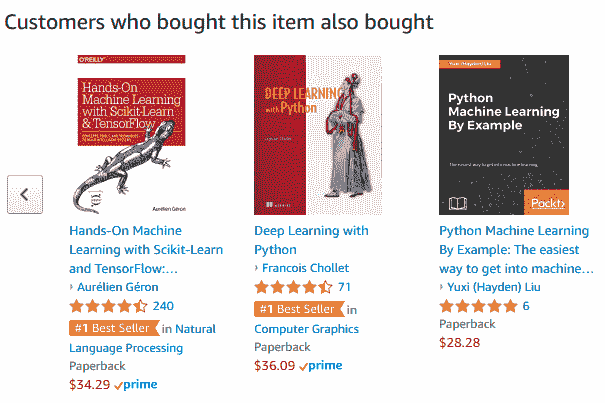 Customers who bought this item also bought
O'REILLY
Hands-On
Machine Learning
with Scikit-Learn
& TensorFlow
Aurélien Géron
Hands-On Machine
Learning with Scikit-Learn
and TensorFlow:...
Aurélien Géron
240
#1 Best Seller in Natural
Language Processing
Paperback
$34.29 prime
DEEP LEARNING
with Python
Deep Learning with
Python
Francois Chollet
71
#1 Best Seller in
Computer Graphics
Paperback
$36.09 prime
Yuxi (Hayden) Liu
Python
Machine Learning
By Example
Packt
Python Machine Learning
By Example: The easiest
way to get into machine...
Yuxi (Hayden) Liu
6
Paperback
$28.28